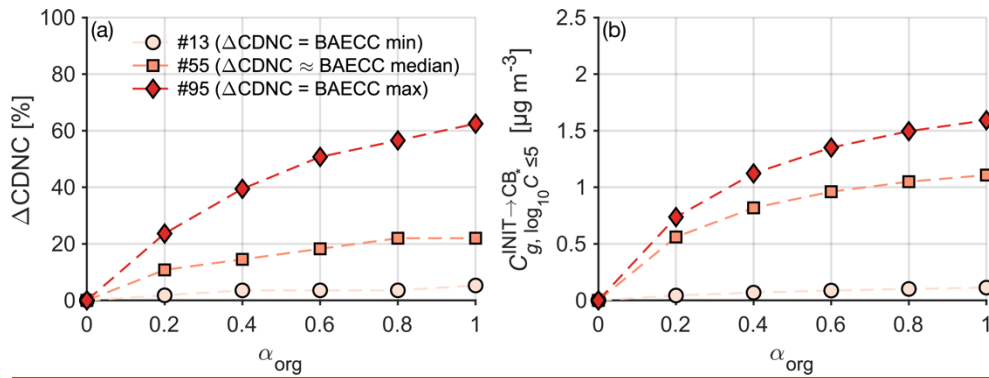 (a)
#13 (ΔCDNC = BAECC min)
#55 (ΔCDNC ≈ BAECC median)
#95 (ΔCDNC = BAECC max)
ΔCDNC [%]
100
80
60
40
20
0
0 0.2 0.4 0.6 0.8 1
α_org
(b)
C_{g, log₁₀ C* ≤5}^{INIT→CB} [µg m⁻³]
2.5
2
1.5
1
0.5
0
0 0.2 0.4 0.6 0.8 1
α_org